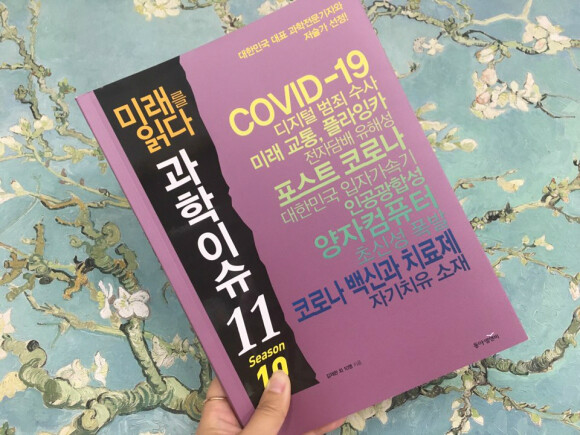 대한민국 대표 과학전문기자와
저술가 선정!
미래를
읽다
과학이슈
11
Season
10
COVID-19
디지털 범죄 수사
미래 교통, 플라잉카
전자담배 유해성
포스트 코로나
대한민국 입자가속기
인공광합성
양자컴퓨터
초신성 폭발
코로나 백신과 치료제
자기치유 소재
동아엠앤비